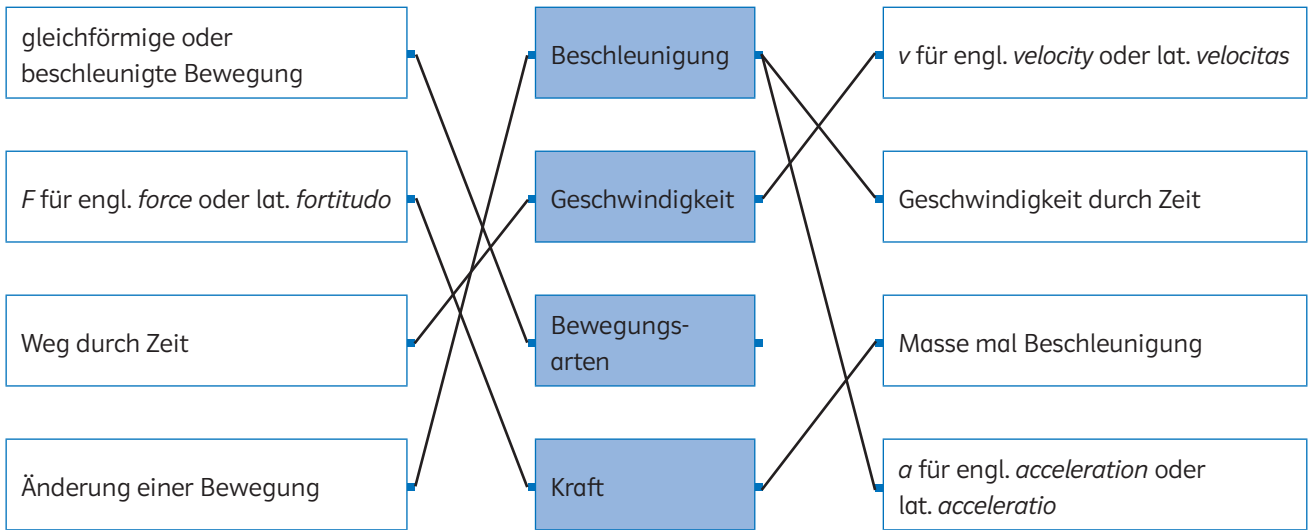 gleichförmige oder
beschleunigte Bewegung
Beschleunigung
v für engl. velocity oder lat. velocitas
F für engl. force oder lat. fortitudo
Geschwindigkeit
Geschwindigkeit durch Zeit
Weg durch Zeit
Bewegungs-
arten
Masse mal Beschleunigung
Änderung einer Bewegung
Kraft
a für engl. acceleration oder
lat. acceleratio